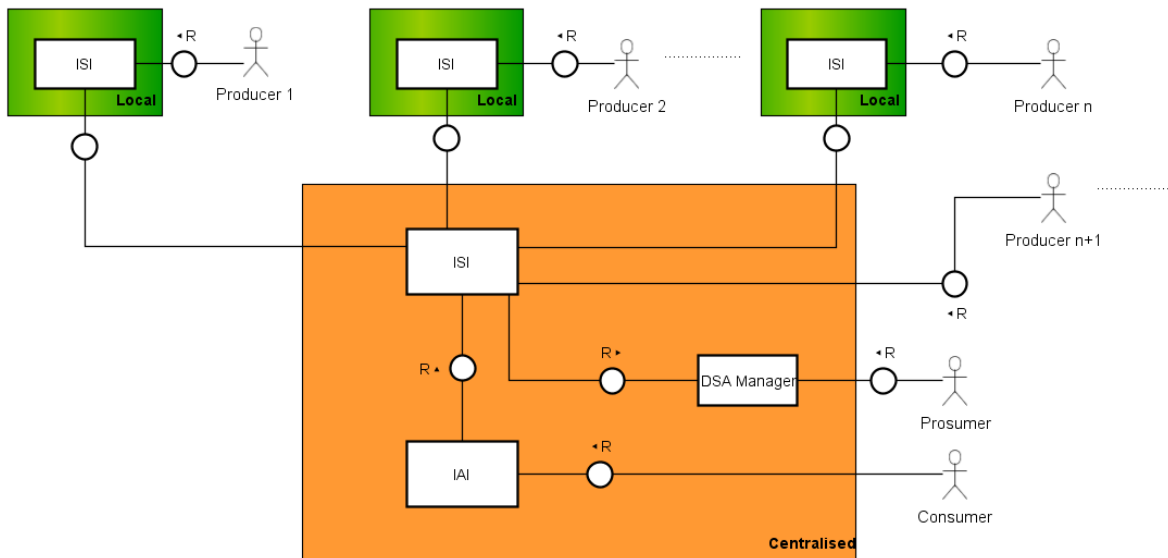 ◂ R
ISI
Local
Producer 1
◂ R
ISI
Local
Producer 2
◂ R
ISI
Local
Producer n
Producer n+1
◂ R
ISI
R ▸
◂ R
R ▴
DSA Manager
Prosumer
◂ R
IAI
Consumer
Centralised